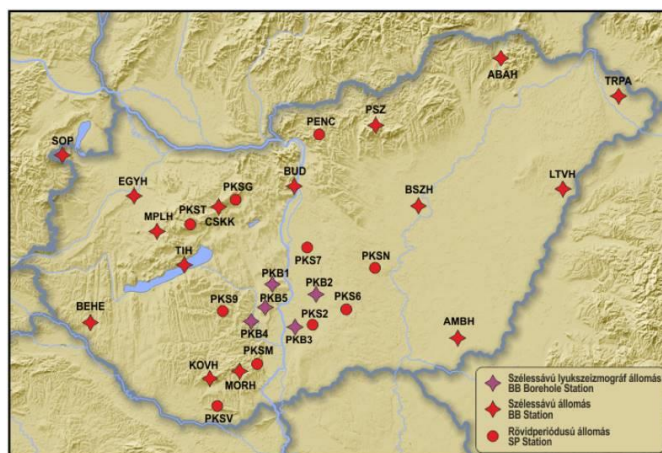 ABAH
TRPA
PSZ
PENC
SOP
LTVH
BUD
EGYH
PKSG
BSZH
CSKK
PKST
MPLH
TIH
PKS7
PKSN
PKB1
PKB2
PKB5
PKS9
PKS6
PKS2
BEHE
PKB4
PKB3
AMBH
PKSM
KOVH
MORH
PKSV
Szélessávú lyukszeizmográf állomás
BB Borehole Station
Szélessávú állomás
BB Station
Rövidperiódusú állomás
SP Station